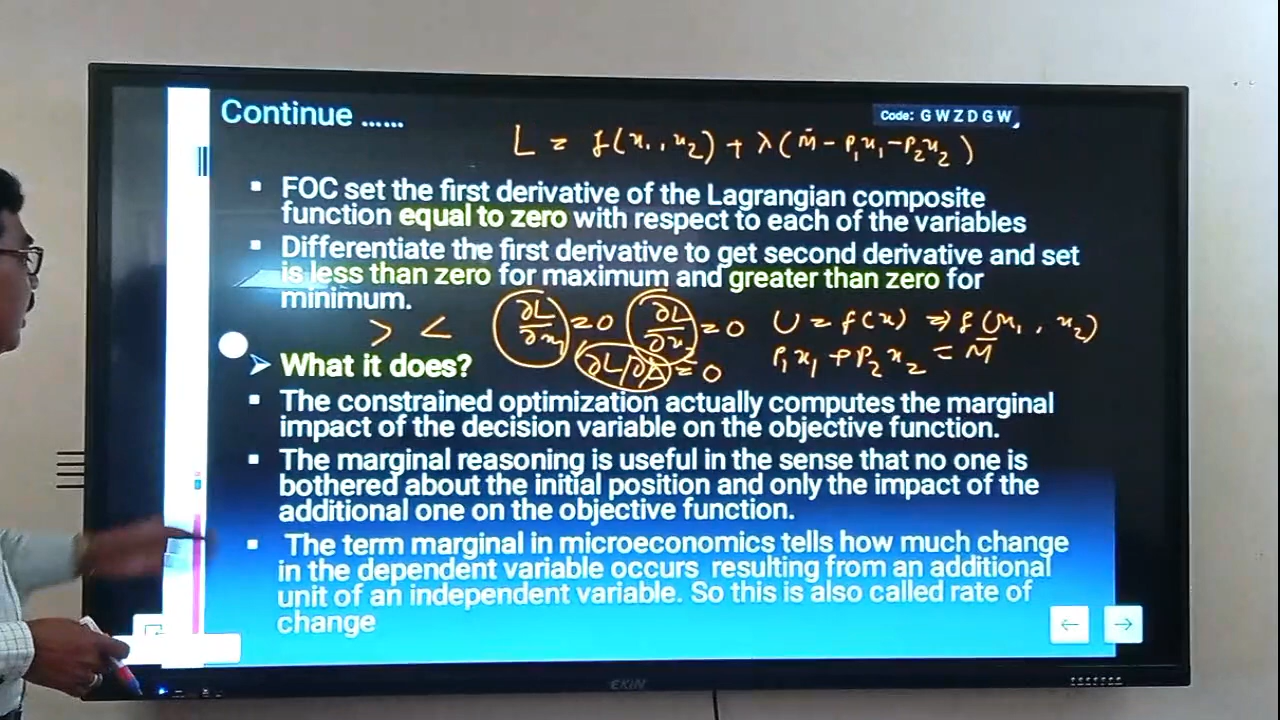 Continue ......
Code: G W Z D G W
L = f(x₁, x₂) + λ(M̄ - P₁x₁ - P₂x₂)
▪ FOC set the first derivative of the Lagrangian composite
function equal to zero with respect to each of the variables
▪ Differentiate the first derivative to get second derivative and set
is less than zero for maximum and greater than zero for
minimum.
> < ∂L/∂x₁ = 0, ∂L/∂x₂ = 0 U = f(x) ⇒ f(x₁, x₂)
∂L/∂λ = 0 P₁x₁ + P₂x₂ = M̄
➢ What it does?
▪ The constrained optimization actually computes the marginal
impact of the decision variable on the objective function.
▪ The marginal reasoning is useful in the sense that no one is
bothered about the initial position and only the impact of the
additional one on the objective function.
▪ The term marginal in microeconomics tells how much change
in the dependent variable occurs resulting from an additional
unit of an independent variable. So this is also called rate of
change
← →
EKIN